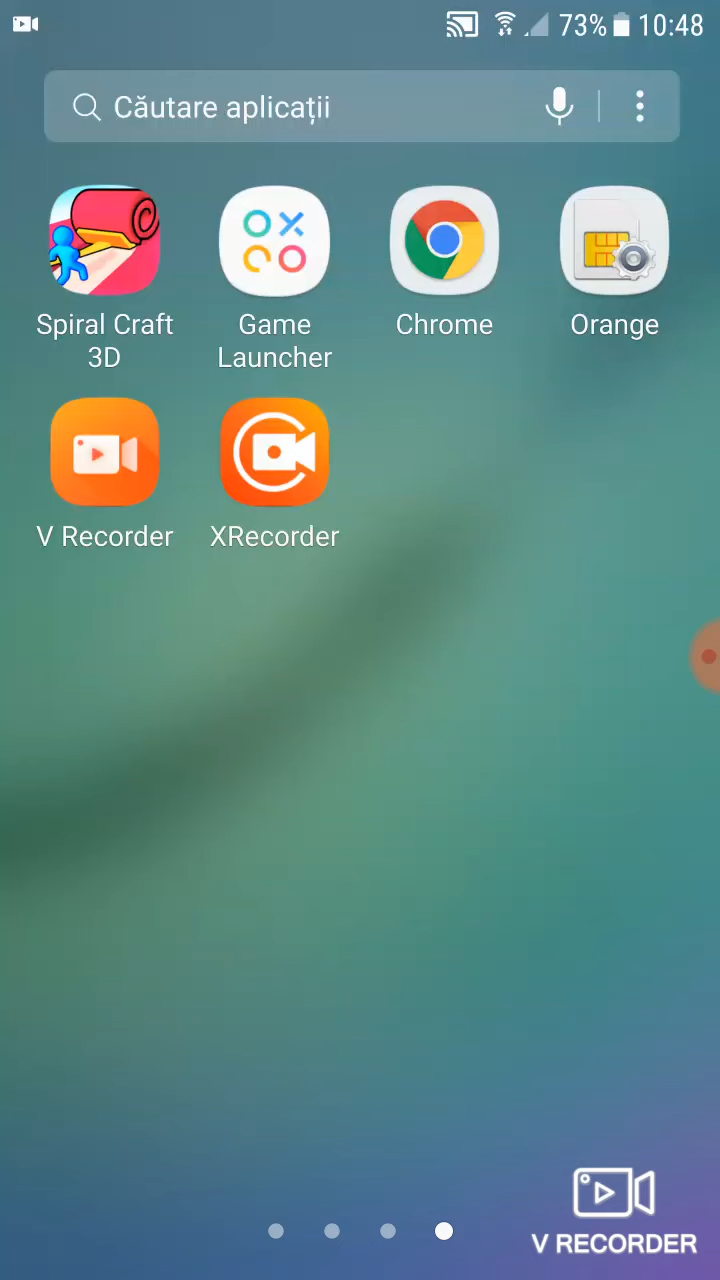 73% 10:48
Căutare aplicații
Spiral Craft 3D
Game Launcher
Chrome
Orange
V Recorder
XRecorder
V RECORDER